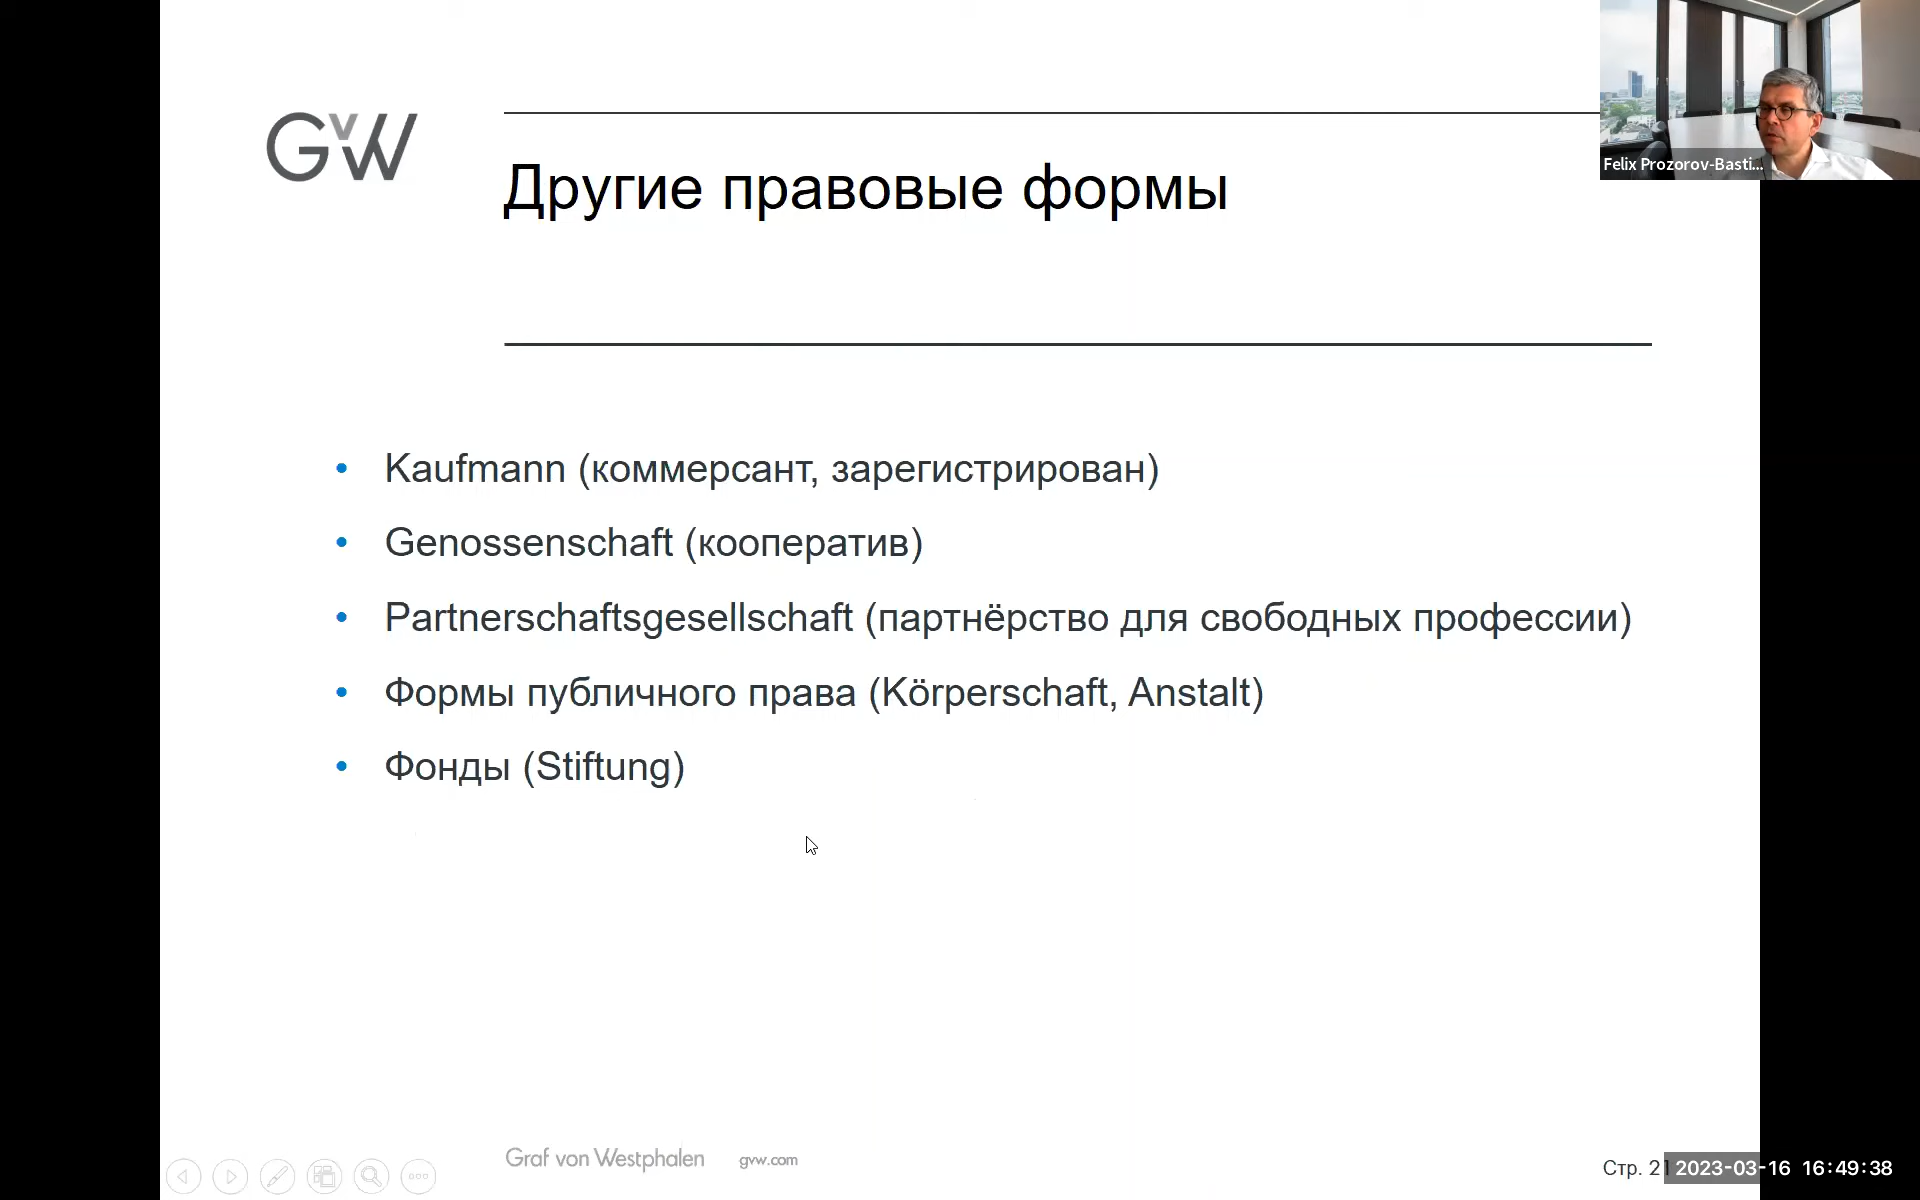 GvW
Другие правовые формы
Felix Prozorov-Basti...
• Kaufmann (коммерсант, зарегистрирован)
• Genossenschaft (кооператив)
• Partnerschaftsgesellschaft (партнёрство для свободных профессии)
• Формы публичного права (Körperschaft, Anstalt)
• Фонды (Stiftung)
Graf von Westphalen gvw.com
Стр. 21
2023-03-16 16:49:38